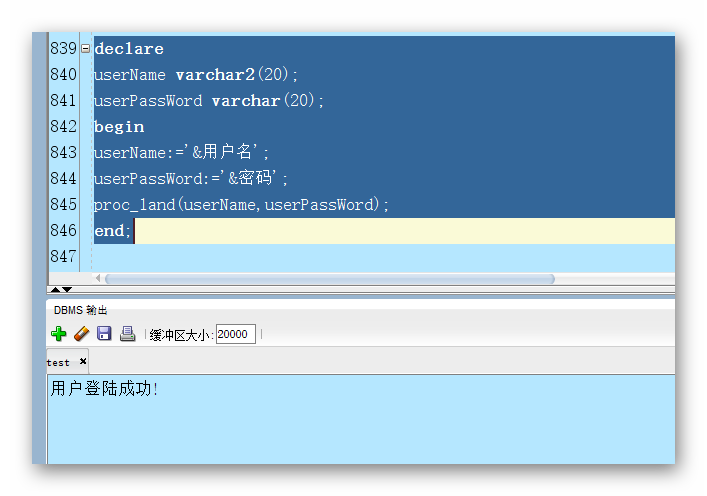 839 declare
840 userName varchar2(20);
841 userPassWord varchar(20);
842 begin
843 userName:='&用户名';
844 userPassWord:='&密码';
845 proc_land(userName,userPassWord);
846 end;
847
DBMS 输出
缓冲区大小: 20000
test ×
用户登陆成功!